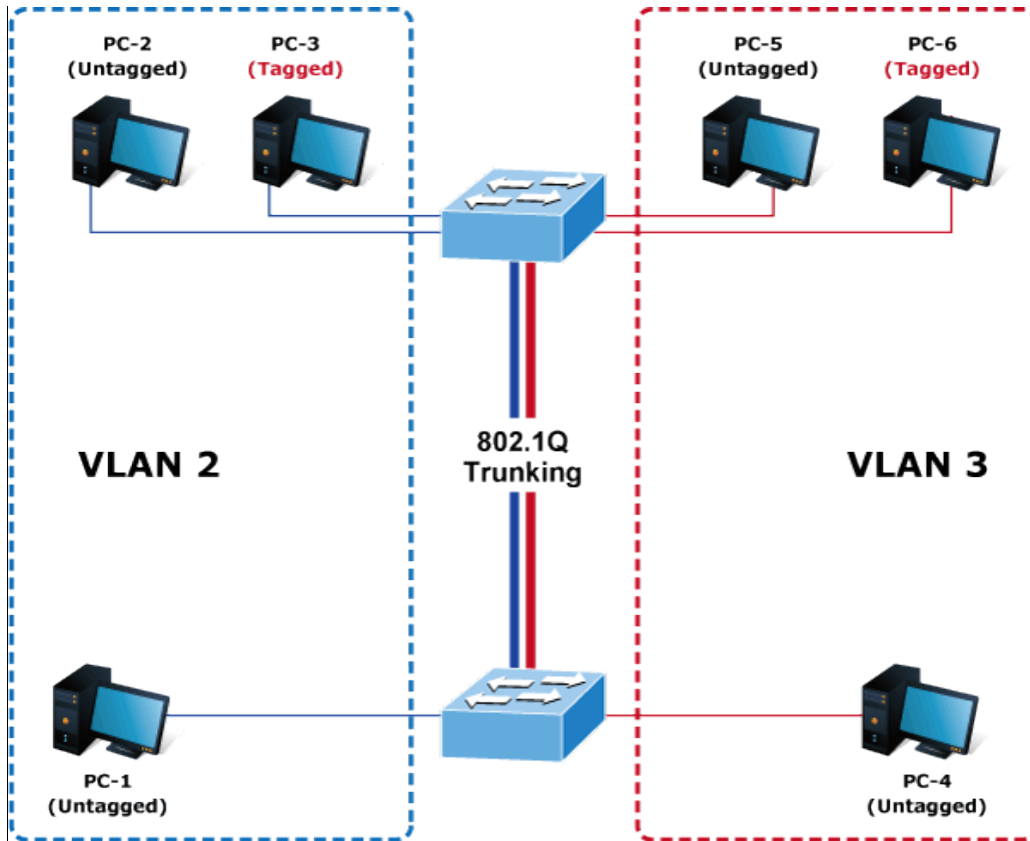 PC-2
(Untagged)
PC-3
(Tagged)
PC-5
(Untagged)
PC-6
(Tagged)
802.1Q
Trunking
VLAN 2
VLAN 3
PC-1
(Untagged)
PC-4
(Untagged)